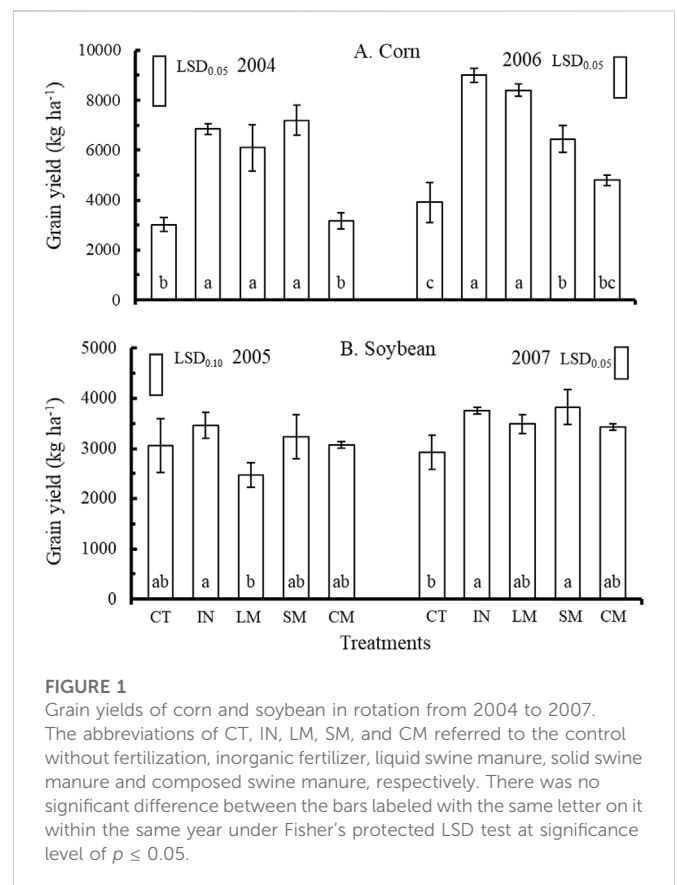 A. Corn
LSD0.05 2004
2006 LSD0.05
Grain yield (kg ha-1)
10000
8000
6000
4000
2000
0
b a a a b c a a b bc
B. Soybean
LSD0.10 2005
2007 LSD0.05
Grain yield (kg ha-1)
5000
4000
3000
2000
1000
0
ab a b ab ab b a ab a ab
CT IN LM SM CM CT IN LM SM CM
Treatments
FIGURE 1
Grain yields of corn and soybean in rotation from 2004 to 2007.
The abbreviations of CT, IN, LM, SM, and CM referred to the control
without fertilization, inorganic fertilizer, liquid swine manure, solid swine
manure and composed swine manure, respectively. There was no
significant difference between the bars labeled with the same letter on it
within the same year under Fisher's protected LSD test at significance
level of p ≤ 0.05.